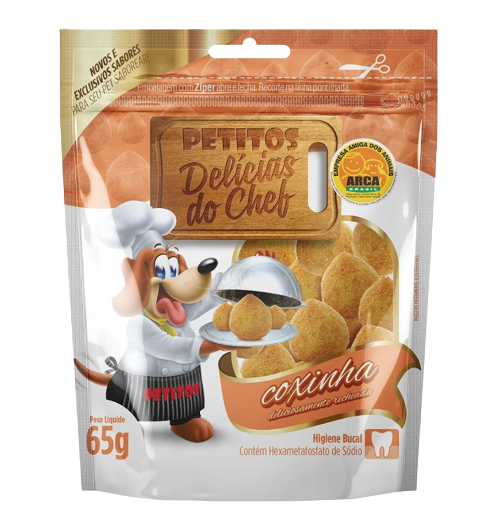 NOVOS E
EXCLUSIVOS SABORES
PARA SEU PET SABOREAR
Embalagem com Zíper abre e fecha. Recorte na linha pontilhada.
PETITOS
Delícias
do Chef
EMPRESA AMIGA DOS ANIMAIS
ARCA
BRASIL
PETITOS
coxinha
deliciosamente recheada
Peso Líquido
65g
Higiene Bucal
Contém Hexametafosfato de Sódio